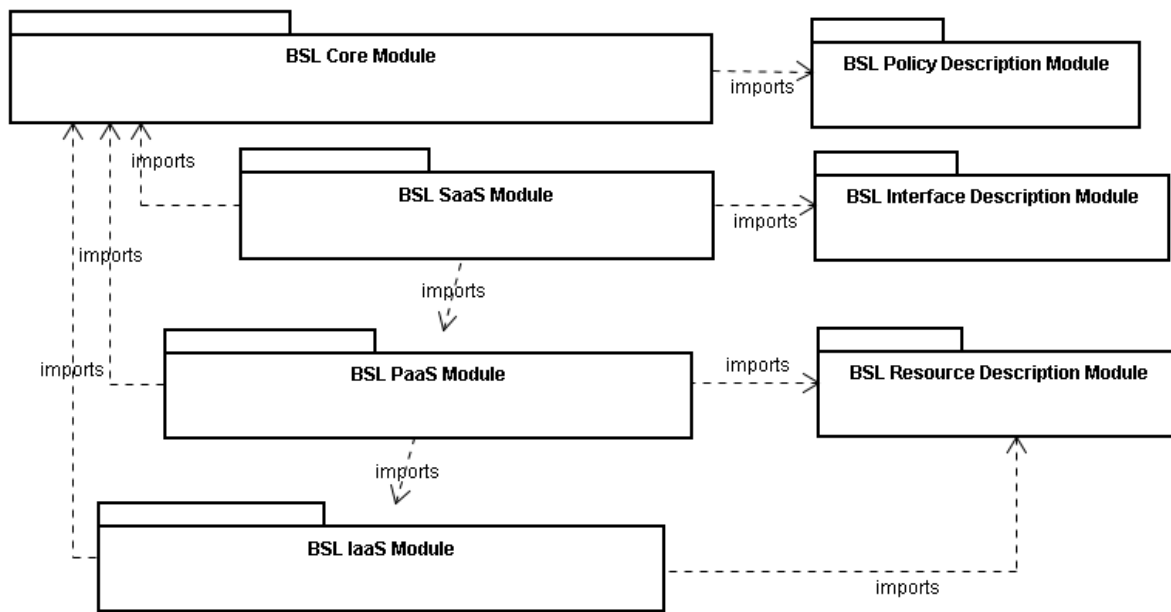 BSL Core Module
BSL Policy Description Module
imports
imports
BSL SaaS Module
BSL Interface Description Module
imports
imports
imports
BSL PaaS Module
BSL Resource Description Module
imports
imports
imports
BSL IaaS Module
imports